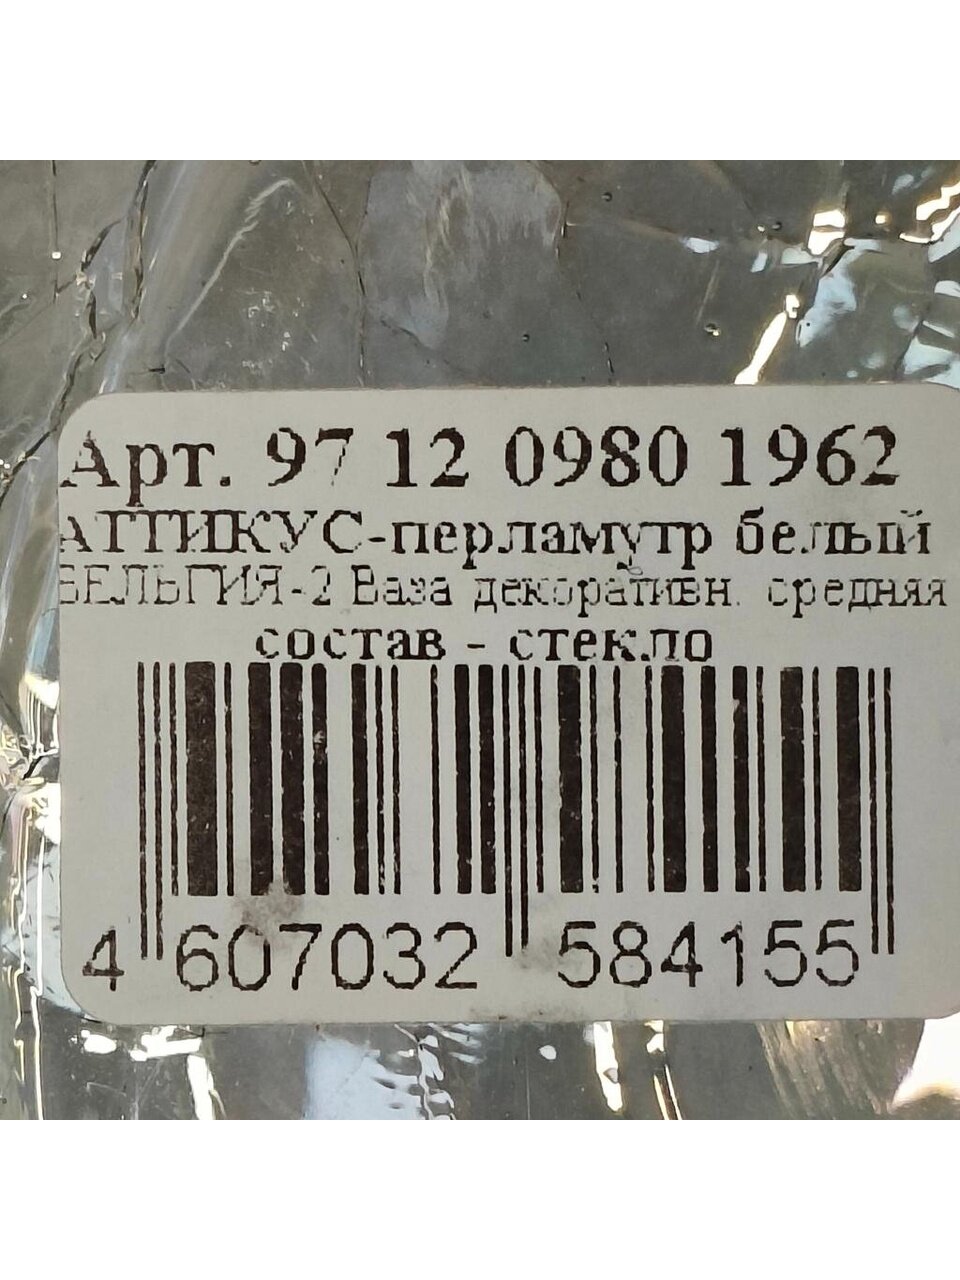 Арт. 97 12 0980 1962
АТТИКУС-перламутр белый
БЕЛЬГИЯ-2 Ваза декоративн. средняя
состав - стекло
4 607032 584155